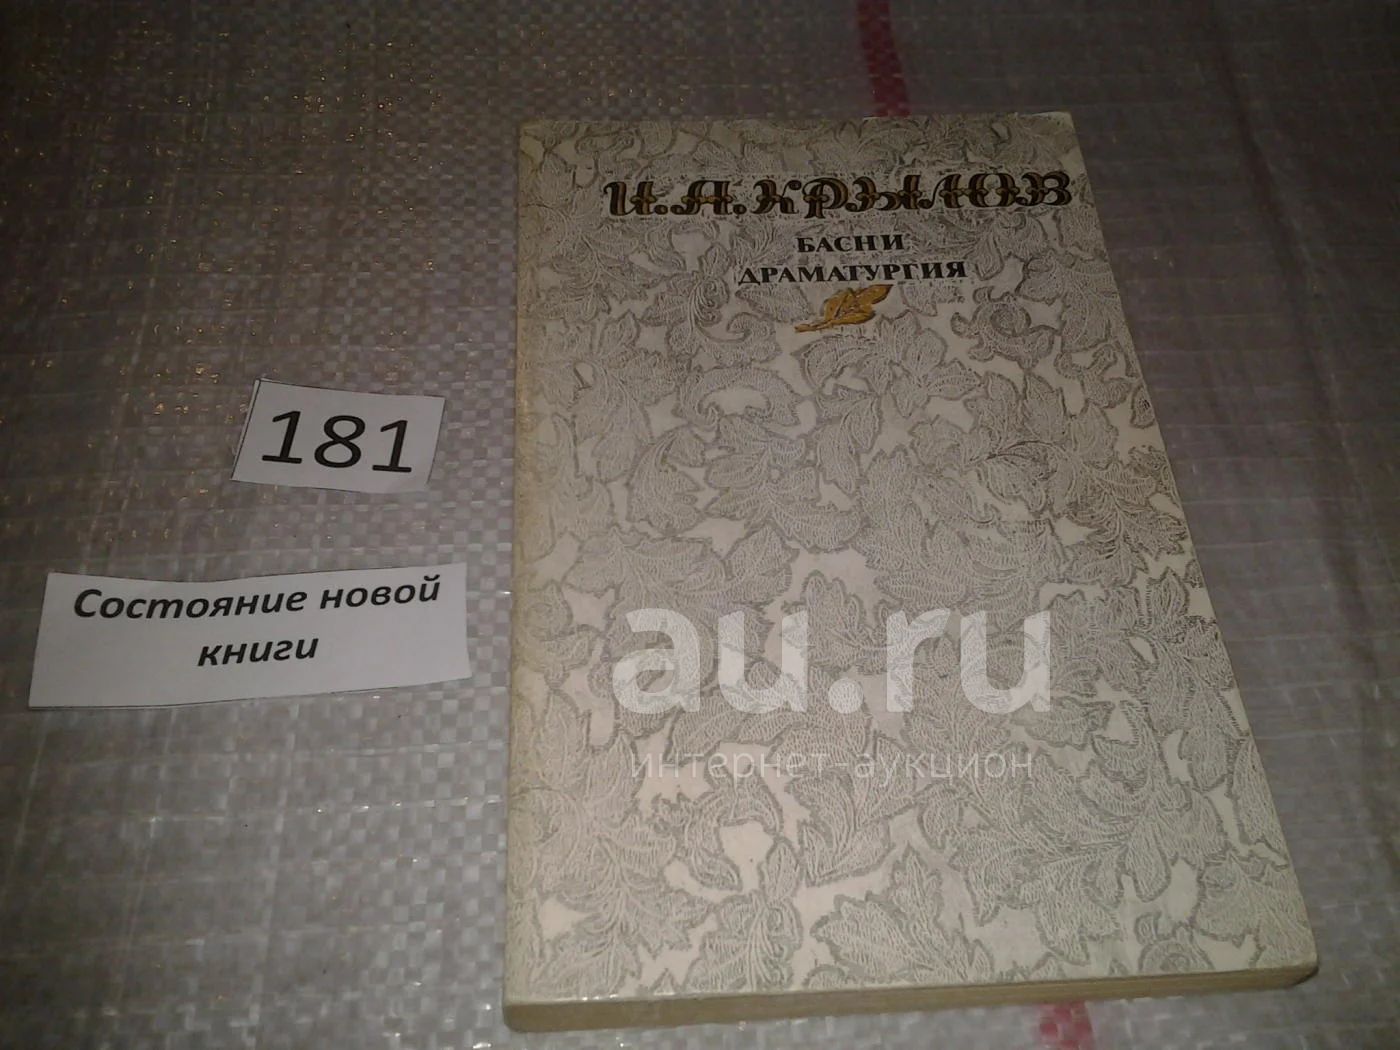 И.А.КРЫЛОВ
БАСНИ
ДРАМАТУРГИЯ
181
Состояние новой
книги
au.ru
интернет-аукцион